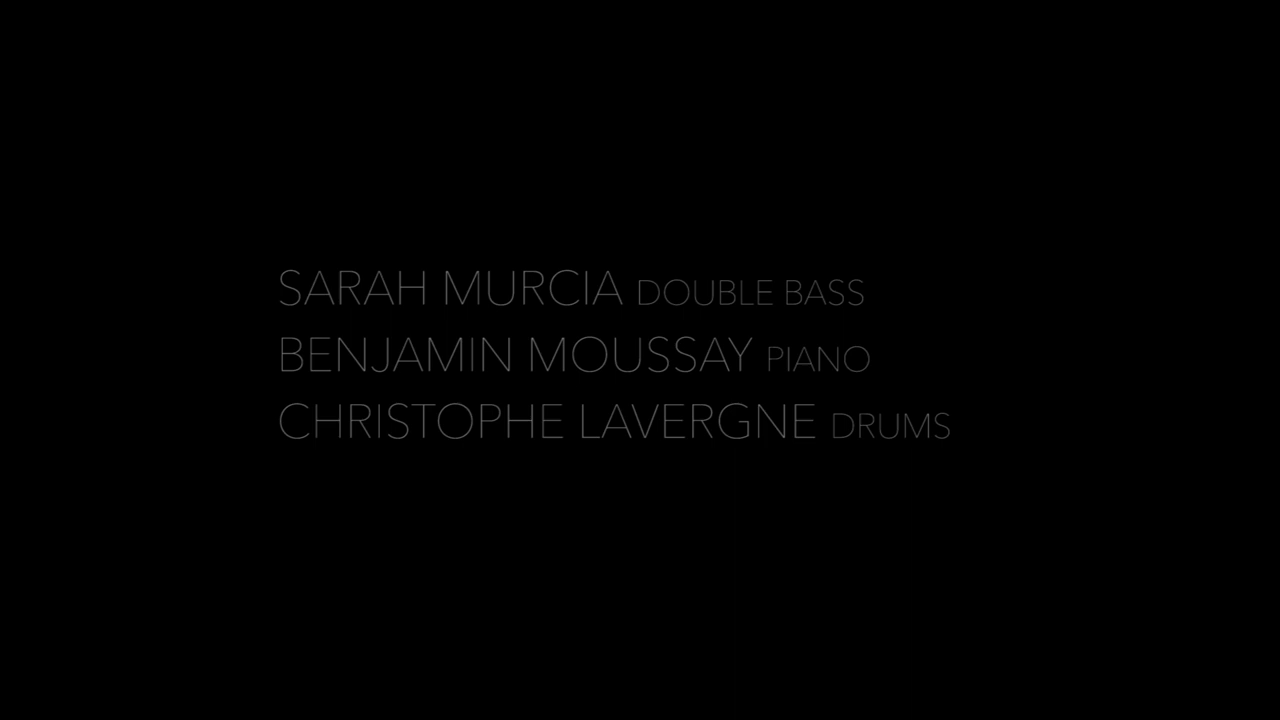 SARAH MURCIA DOUBLE BASS
BENJAMIN MOUSSAY PIANO
CHRISTOPHE LAVERGNE DRUMS